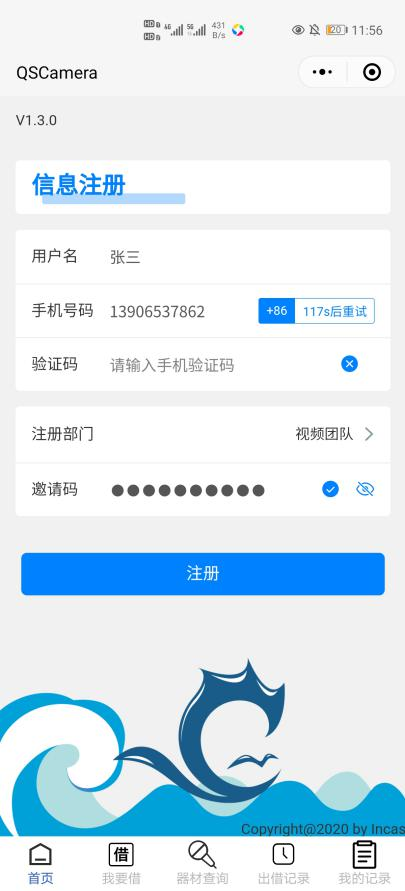 431
B/s
20
11:56
QSCamera
V1.3.0
信息注册
用户名 张三
手机号码 13906537862 +86 117s后重试
验证码 请输入手机验证码
注册部门 视频团队
邀请码 ●●●●●●●●●●
注册
Copyright@2020 by Incas
借
首页 我要借 器材查询 出借记录 我的记录